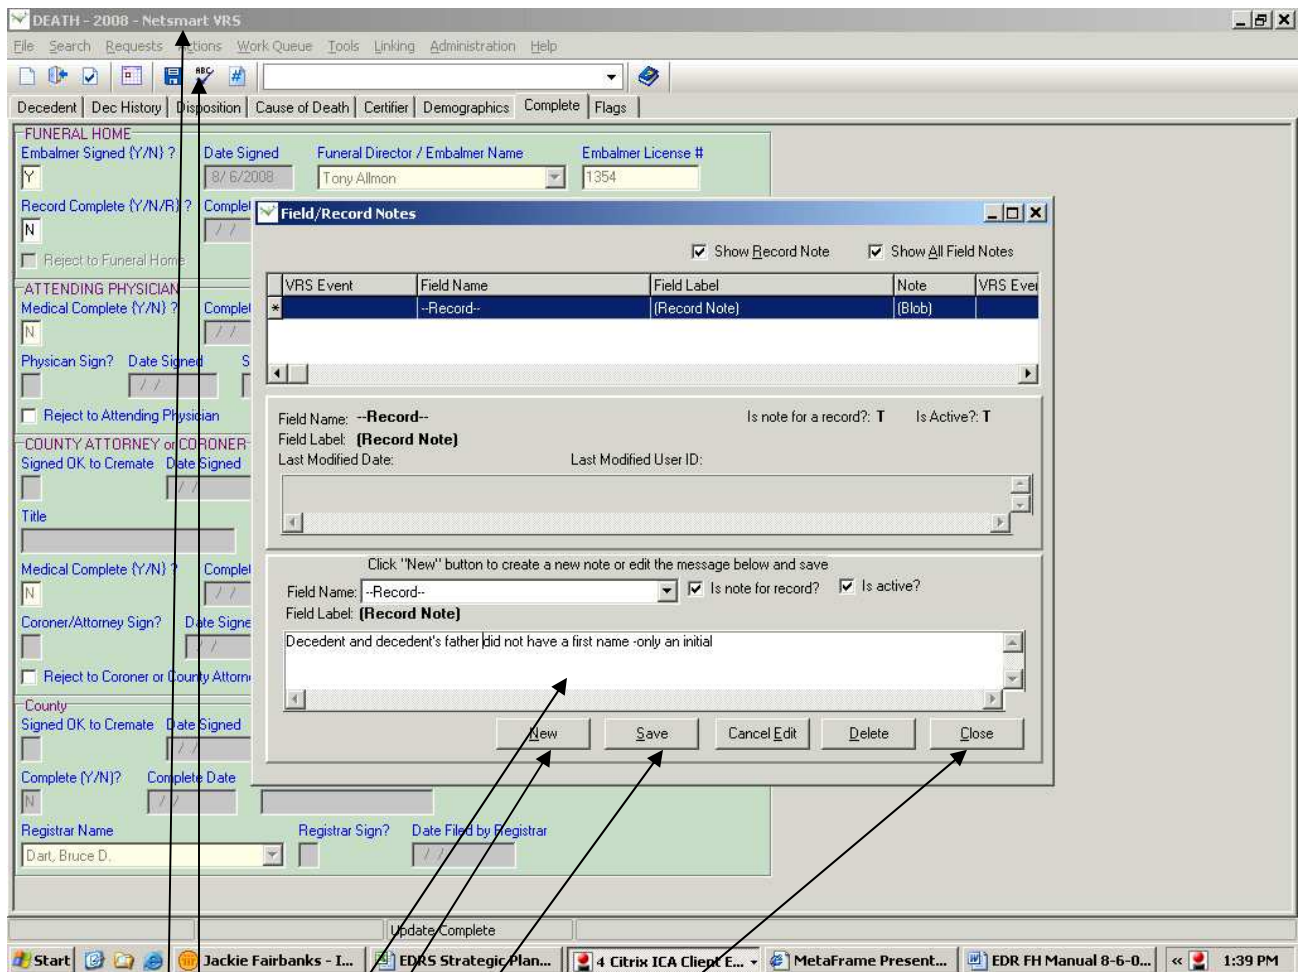 DEATH - 2008 - Netsmart VRS
File Search Requests Actions Work Queue Tools Linking Administration Help
ABC #
Decedent Dec History Disposition Cause of Death Certifier Demographics Complete Flags
FUNERAL HOME
Embalmer Signed {Y/N} ? Date Signed Funeral Director / Embalmer Name Embalmer License #
Y 8/ 6/2008 Tony Allmon 1354
Record Complete {Y/N/R} ? Complet
N / /
Reject to Funeral Home
ATTENDING PHYSICIAN
Medical Complete {Y/N} ? Complet
N / /
Physican Sign? Date Signed S
/ /
Reject to Attending Physician
COUNTY ATTORNEY or CORONER
Signed OK to Cremate Date Signed
/ /
Title
Medical Complete {Y/N} ? Complet
N / /
Coroner/Attorney Sign? Date Signe
/ /
Reject to Coroner or County Attorn
County
Signed OK to Cremate Date Signed
/ /
Complete (Y/N)? Complete Date
N / /
Registrar Name Registrar Sign? Date Filed by Registrar
Dart, Bruce D. / /
Field/Record Notes
Show Record Note Show All Field Notes
VRS Event Field Name Field Label Note VRS Ever
* --Record-- (Record Note) (Blob)
Field Name: --Record-- Is note for a record?: T Is Active?: T
Field Label: (Record Note)
Last Modified Date: Last Modified User ID:
Click "New" button to create a new note or edit the message below and save
Field Name: --Record-- Is note for record? Is active?
Field Label: (Record Note)
Decedent and decedent's father did not have a first name -only an initial
New Save Cancel Edit Delete Close
Update Complete
Start Jackie Fairbanks - I... EDRS Strategic Plan... 4 Citrix ICA Client E... MetaFrame Present... EDR FH Manual 8-6-0... « 1:39 PM